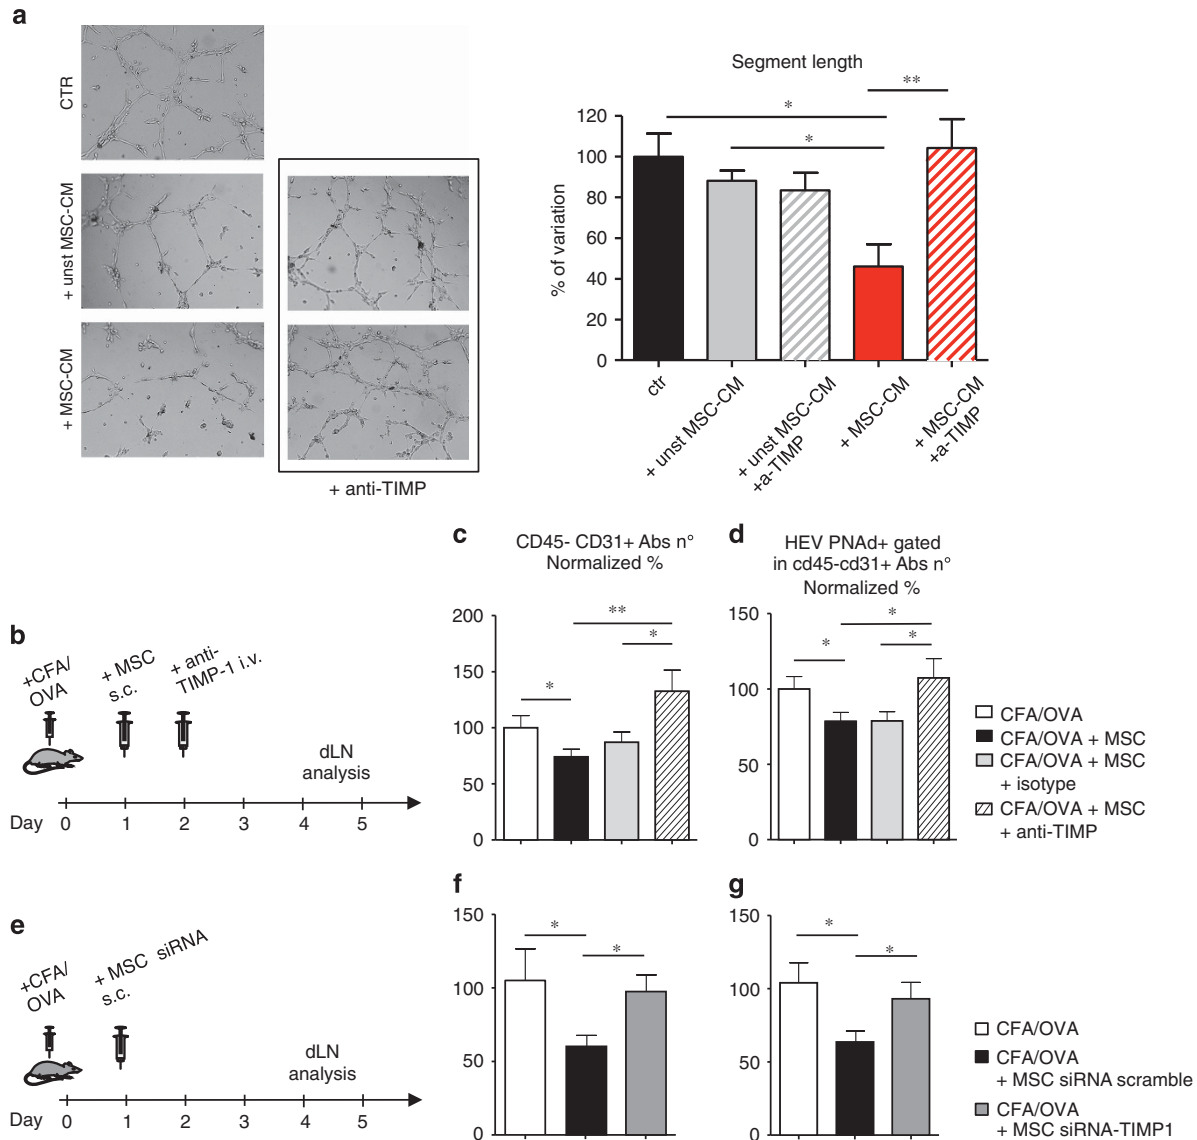 a
CTR
+ unst MSC-CM
+ MSC-CM
+ anti-TIMP
Segment length
**
*
*
% of variation
120
100
80
60
40
20
0
ctr
+ unst MSC-CM
+ unst MSC-CM
+a-TIMP
+ MSC-CM
+ MSC-CM
+a-TIMP
b
+CFA/
OVA
+ MSC
s.c.
+ anti-
TIMP-1 i.v.
dLN
analysis
Day 0 1 2 3 4 5
c
CD45- CD31+ Abs n°
Normalized %
200
150
100
50
0
**
*
*
d
HEV PNAd+ gated
in cd45-cd31+ Abs n°
Normalized %
150
100
50
0
*
*
*
CFA/OVA
CFA/OVA + MSC
CFA/OVA + MSC
+ isotype
CFA/OVA + MSC
+ anti-TIMP
e
+CFA/
OVA
+ MSC siRNA
s.c.
dLN
analysis
Day 0 1 2 3 4 5
f
150
100
50
0
*
*
g
150
100
50
0
*
*
CFA/OVA
CFA/OVA
+ MSC siRNA scramble
CFA/OVA
+ MSC siRNA-TIMP1